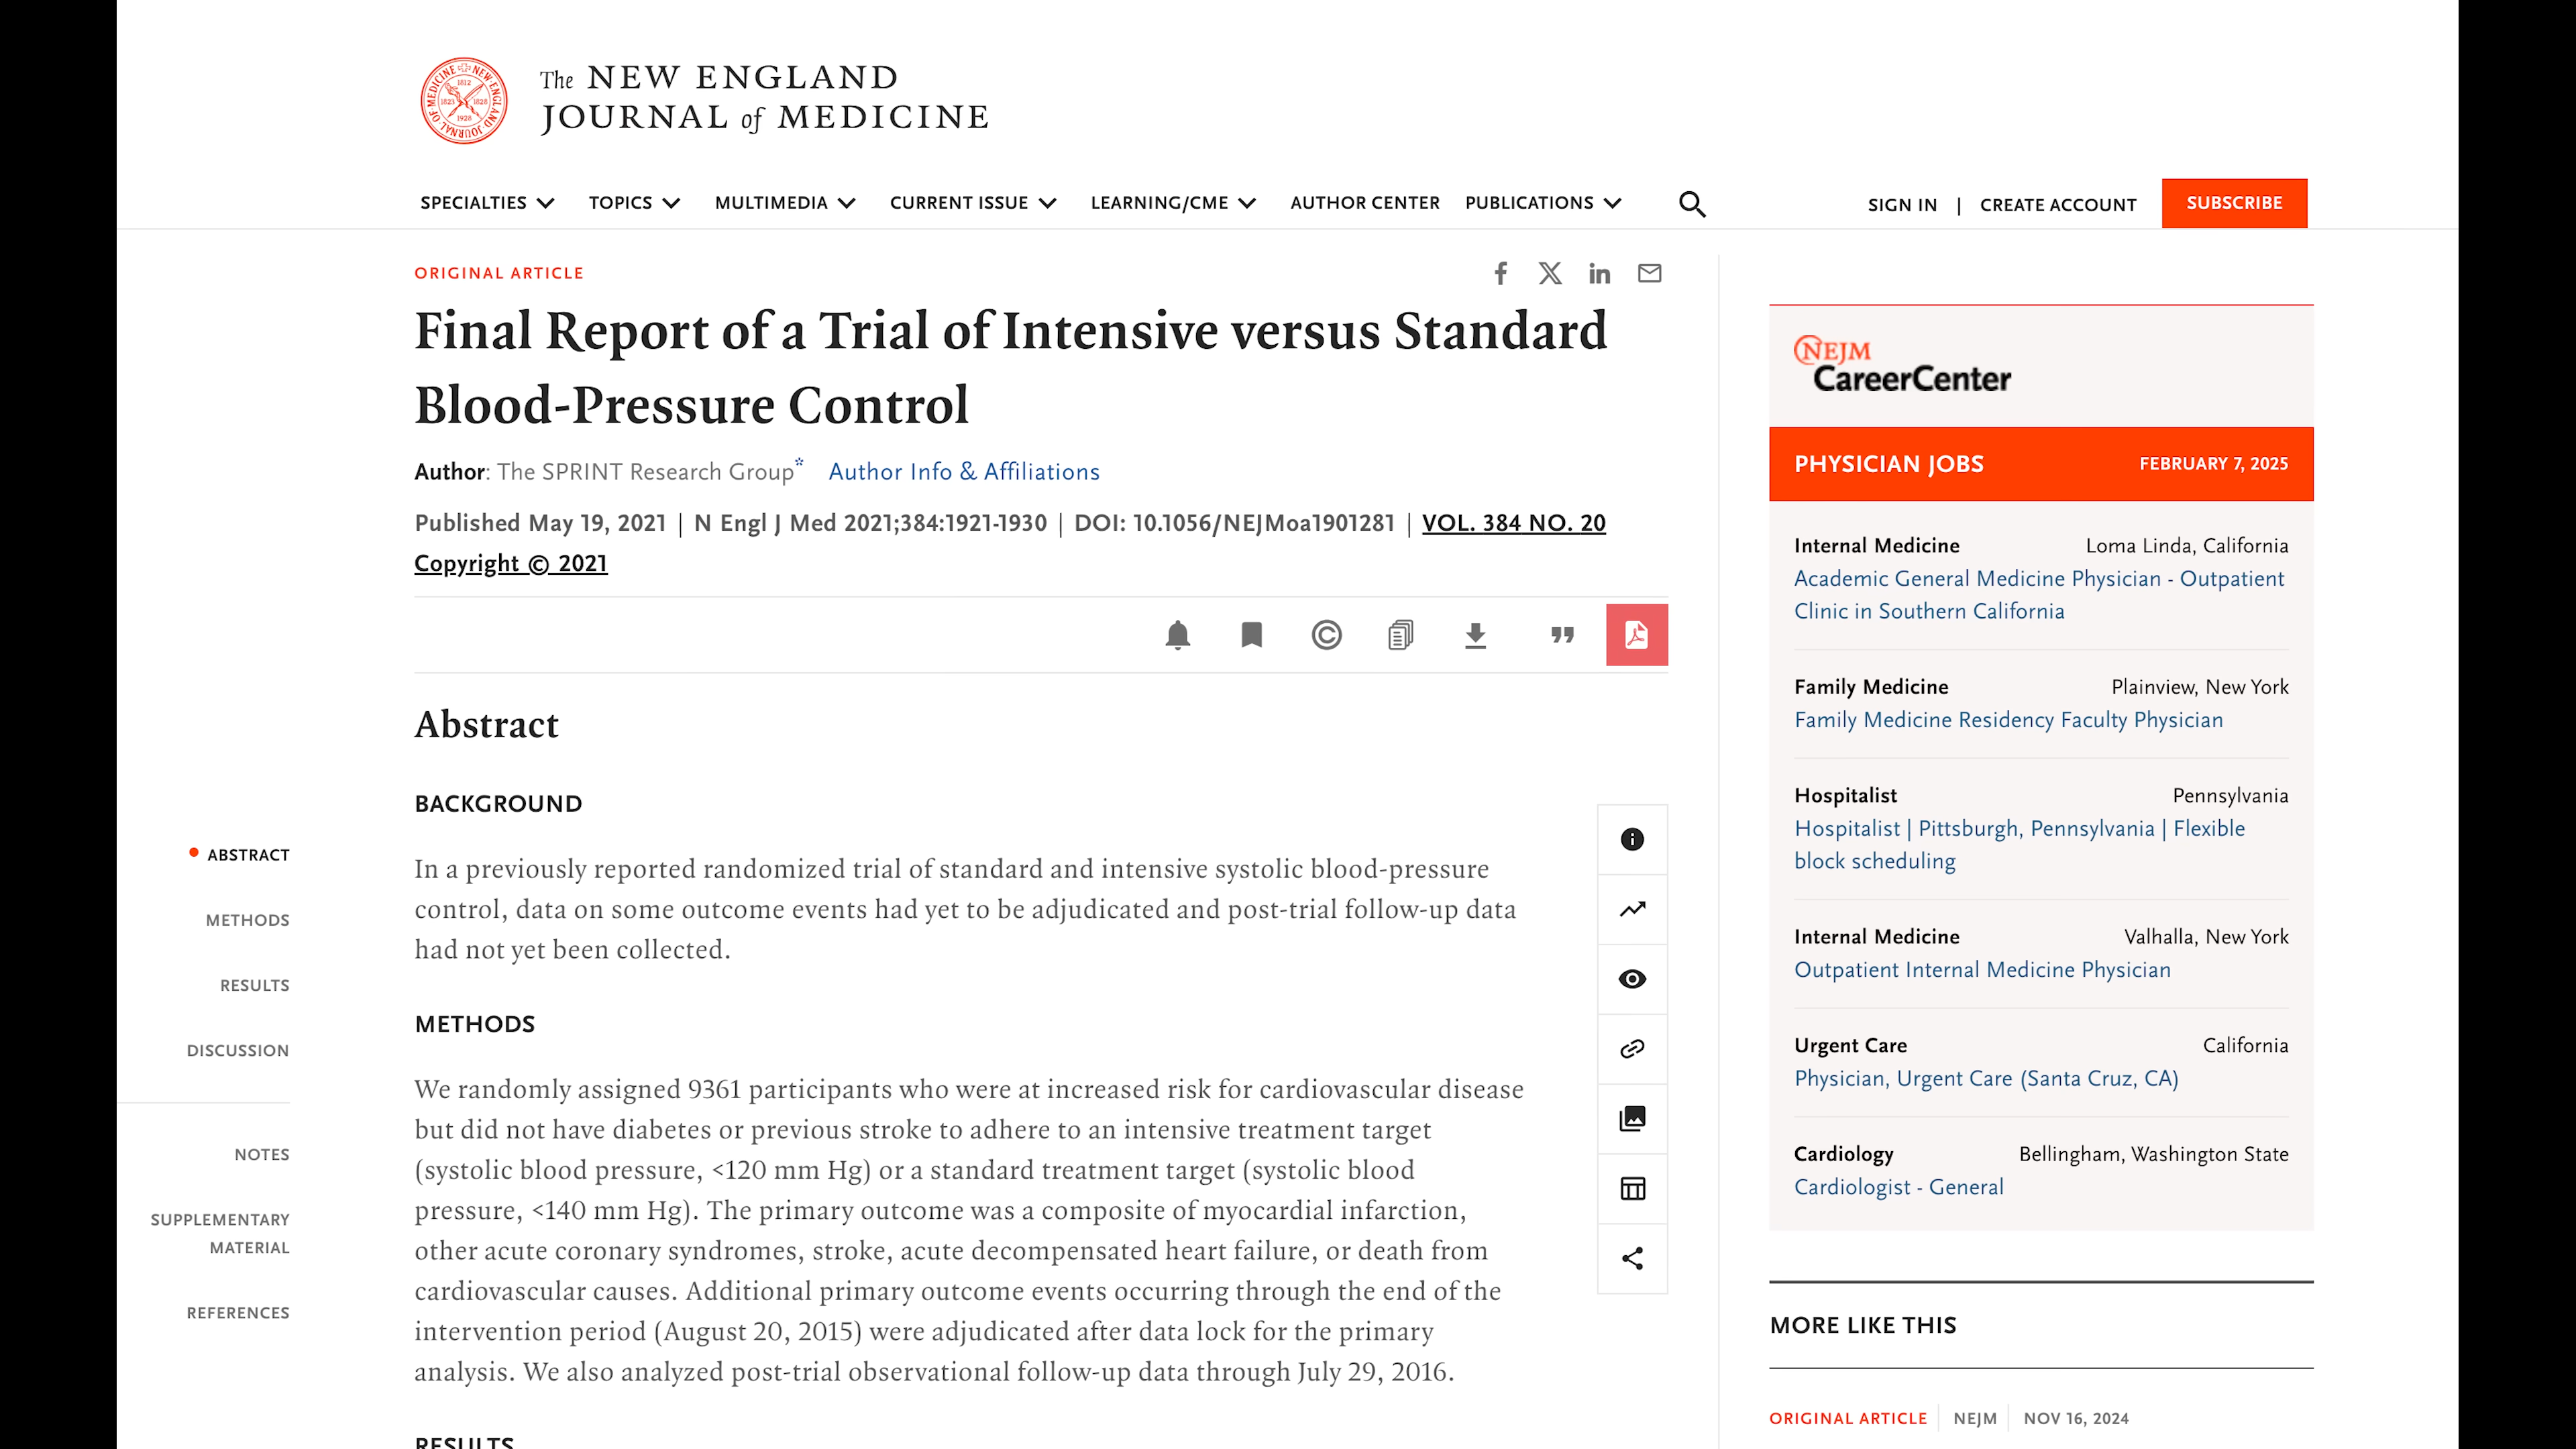 The NEW ENGLAND
JOURNAL of MEDICINE
SPECIALTIES
TOPICS
MULTIMEDIA
CURRENT ISSUE
LEARNING/CME
AUTHOR CENTER
PUBLICATIONS
SIGN IN | CREATE ACCOUNT
SUBSCRIBE
ORIGINAL ARTICLE
Final Report of a Trial of Intensive versus Standard
Blood-Pressure Control
Author: The SPRINT Research Group* Author Info & Affiliations
Published May 19, 2021 | N Engl J Med 2021;384:1921-1930 | DOI: 10.1056/NEJMoa1901281 | VOL. 384 NO. 20
Copyright © 2021
Abstract
BACKGROUND
In a previously reported randomized trial of standard and intensive systolic blood-pressure
control, data on some outcome events had yet to be adjudicated and post-trial follow-up data
had not yet been collected.
METHODS
We randomly assigned 9361 participants who were at increased risk for cardiovascular disease
but did not have diabetes or previous stroke to adhere to an intensive treatment target
(systolic blood pressure, <120 mm Hg) or a standard treatment target (systolic blood
pressure, <140 mm Hg). The primary outcome was a composite of myocardial infarction,
other acute coronary syndromes, stroke, acute decompensated heart failure, or death from
cardiovascular causes. Additional primary outcome events occurring through the end of the
intervention period (August 20, 2015) were adjudicated after data lock for the primary
analysis. We also analyzed post-trial observational follow-up data through July 29, 2016.
RESULTS
ABSTRACT
METHODS
RESULTS
DISCUSSION
NOTES
SUPPLEMENTARY
MATERIAL
REFERENCES
NEJM
CareerCenter
PHYSICIAN JOBS FEBRUARY 7, 2025
Internal Medicine Loma Linda, California
Academic General Medicine Physician - Outpatient
Clinic in Southern California
Family Medicine Plainview, New York
Family Medicine Residency Faculty Physician
Hospitalist Pennsylvania
Hospitalist | Pittsburgh, Pennsylvania | Flexible
block scheduling
Internal Medicine Valhalla, New York
Outpatient Internal Medicine Physician
Urgent Care California
Physician, Urgent Care (Santa Cruz, CA)
Cardiology Bellingham, Washington State
Cardiologist - General
MORE LIKE THIS
ORIGINAL ARTICLE NEJM NOV 16, 2024